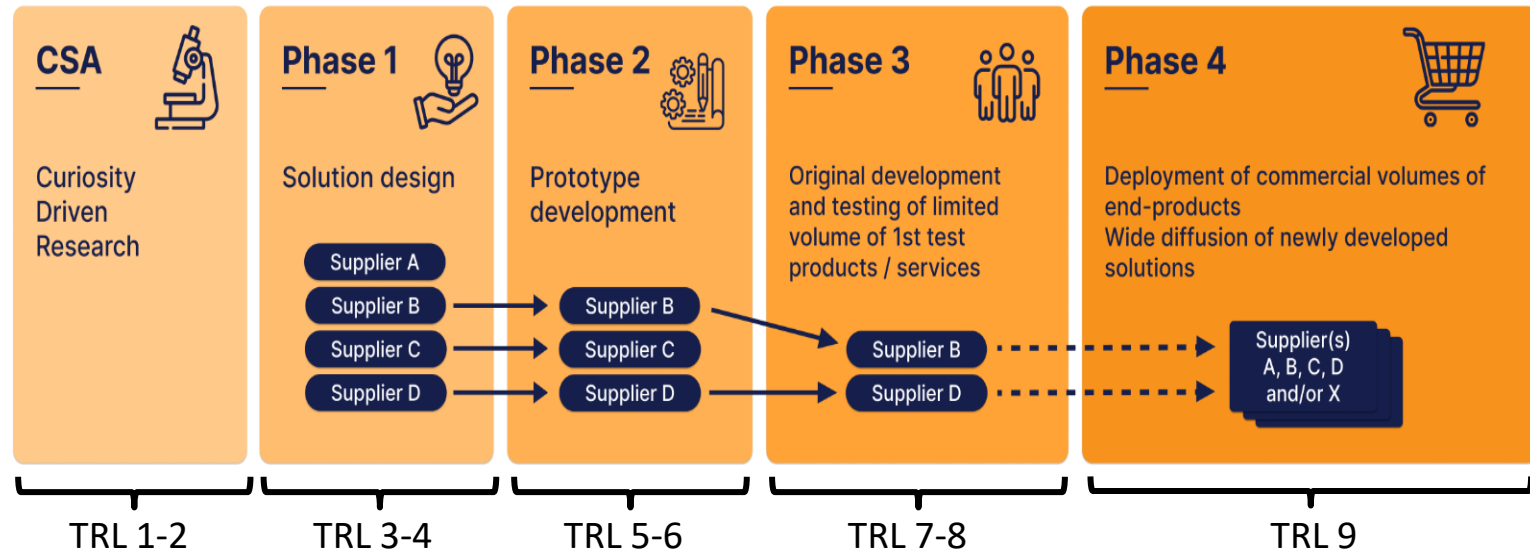 CSA
Curiosity
Driven
Research
Phase 1
Solution design
Supplier A
Supplier B
Supplier C
Supplier D
Phase 2
Prototype
development
Supplier B
Supplier C
Supplier D
Phase 3
Original development
and testing of limited
volume of 1st test
products / services
Supplier B
Supplier D
Phase 4
Deployment of commercial volumes of
end-products
Wide diffusion of newly developed
solutions
Supplier(s)
A, B, C, D
and/or X
TRL 1-2
TRL 3-4
TRL 5-6
TRL 7-8
TRL 9